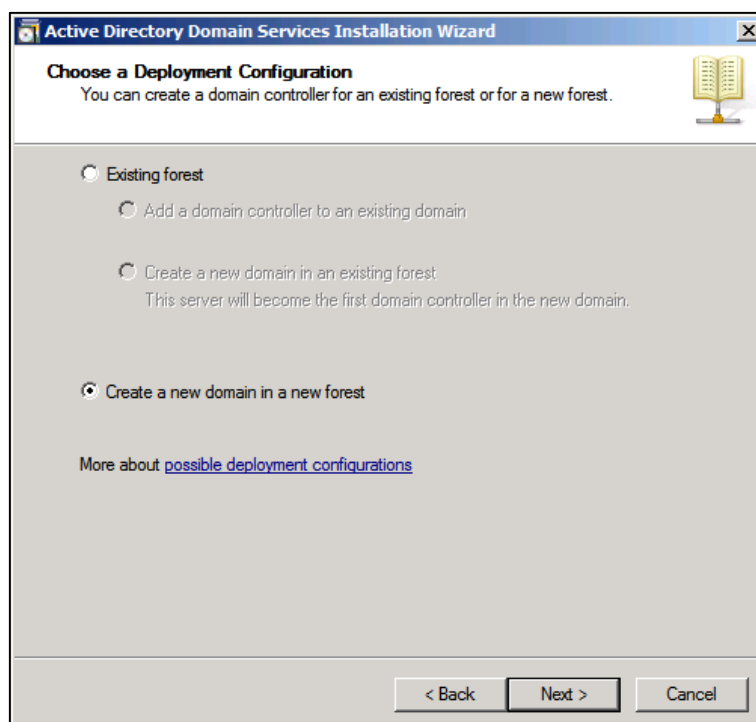 Active Directory Domain Services Installation Wizard
Choose a Deployment Configuration
You can create a domain controller for an existing forest or for a new forest.
Existing forest
Add a domain controller to an existing domain
Create a new domain in an existing forest
This server will become the first domain controller in the new domain.
Create a new domain in a new forest
More about possible deployment configurations
< Back Next > Cancel